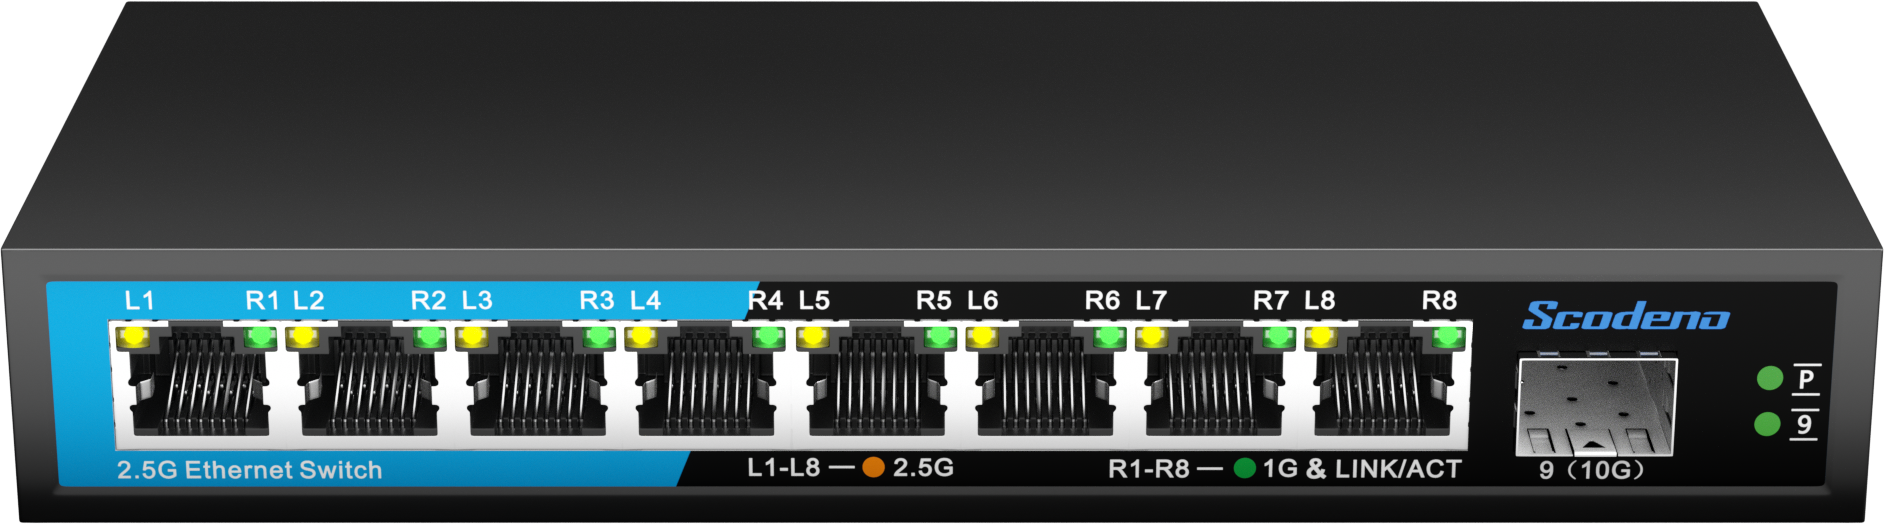 L1 R1 L2 R2 L3 R3 L4 R4 L5 R5 L6 R6 L7 R7 L8 R8
Scodeno
P
9
2.5G Ethernet Switch
L1-L8 — 2.5G
R1-R8 — 1G & LINK/ACT
9（10G）